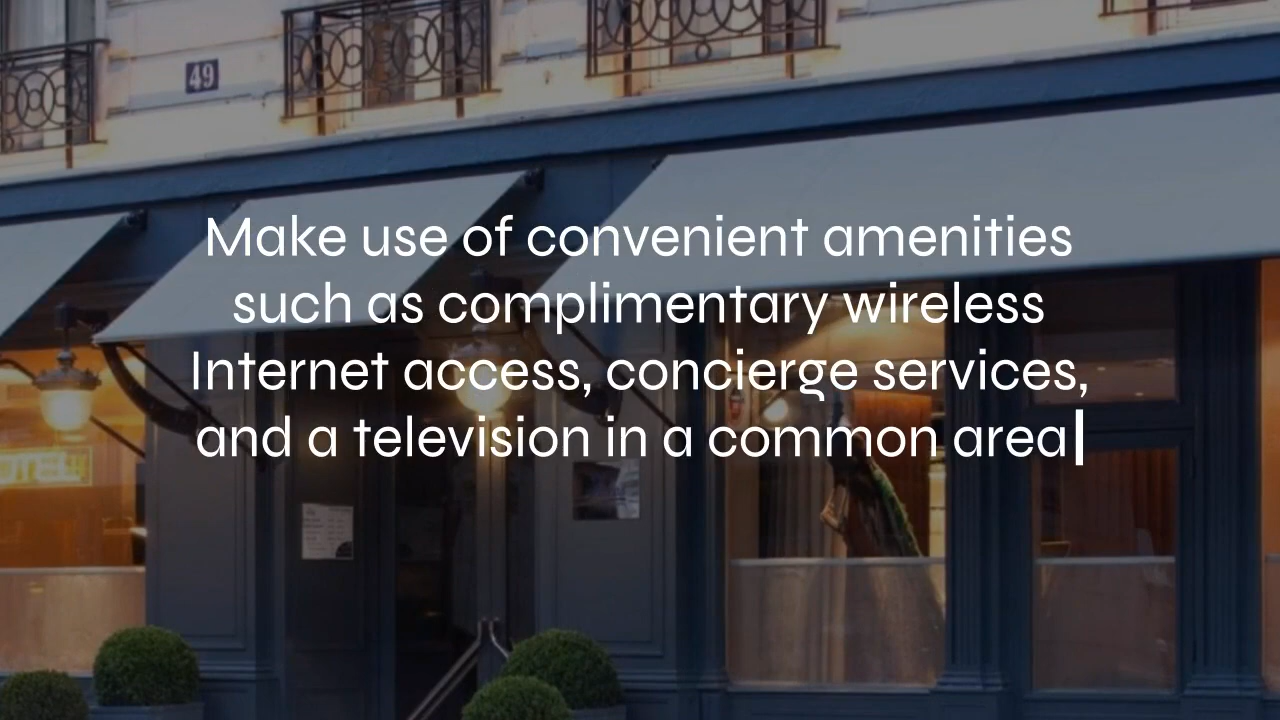 49
Make use of convenient amenities
such as complimentary wireless
Internet access, concierge services,
and a television in a common area
OTEL